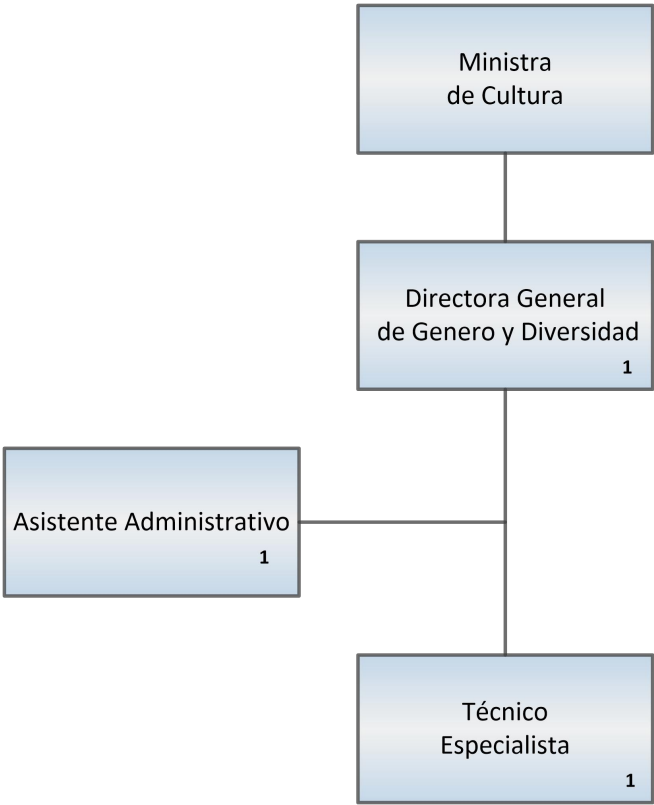 Ministra
de Cultura
Directora General
de Genero y Diversidad
1
Asistente Administrativo
1
Técnico
Especialista
1